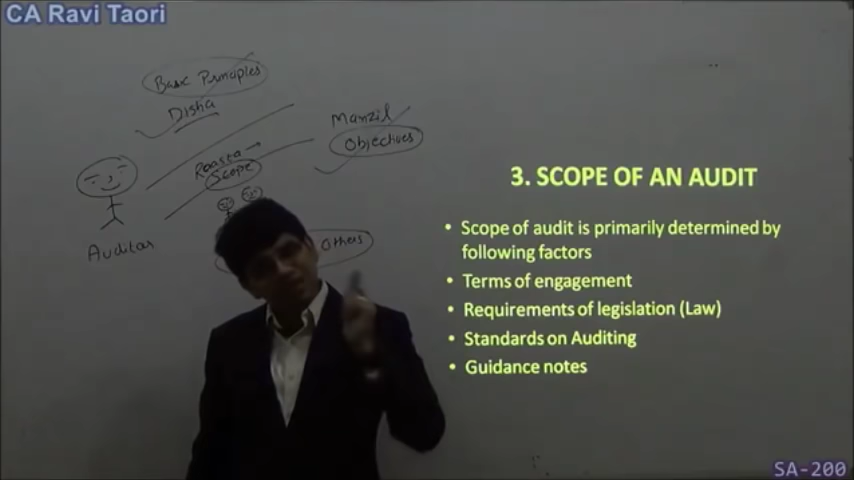 CA Ravi Taori
Basic Principles
Disha
Manzil
Objectives
Raasta
Scope
Others
Auditor
3. SCOPE OF AN AUDIT
• Scope of audit is primarily determined by
following factors
• Terms of engagement
• Requirements of legislation (Law)
• Standards on Auditing
• Guidance notes
SA-200